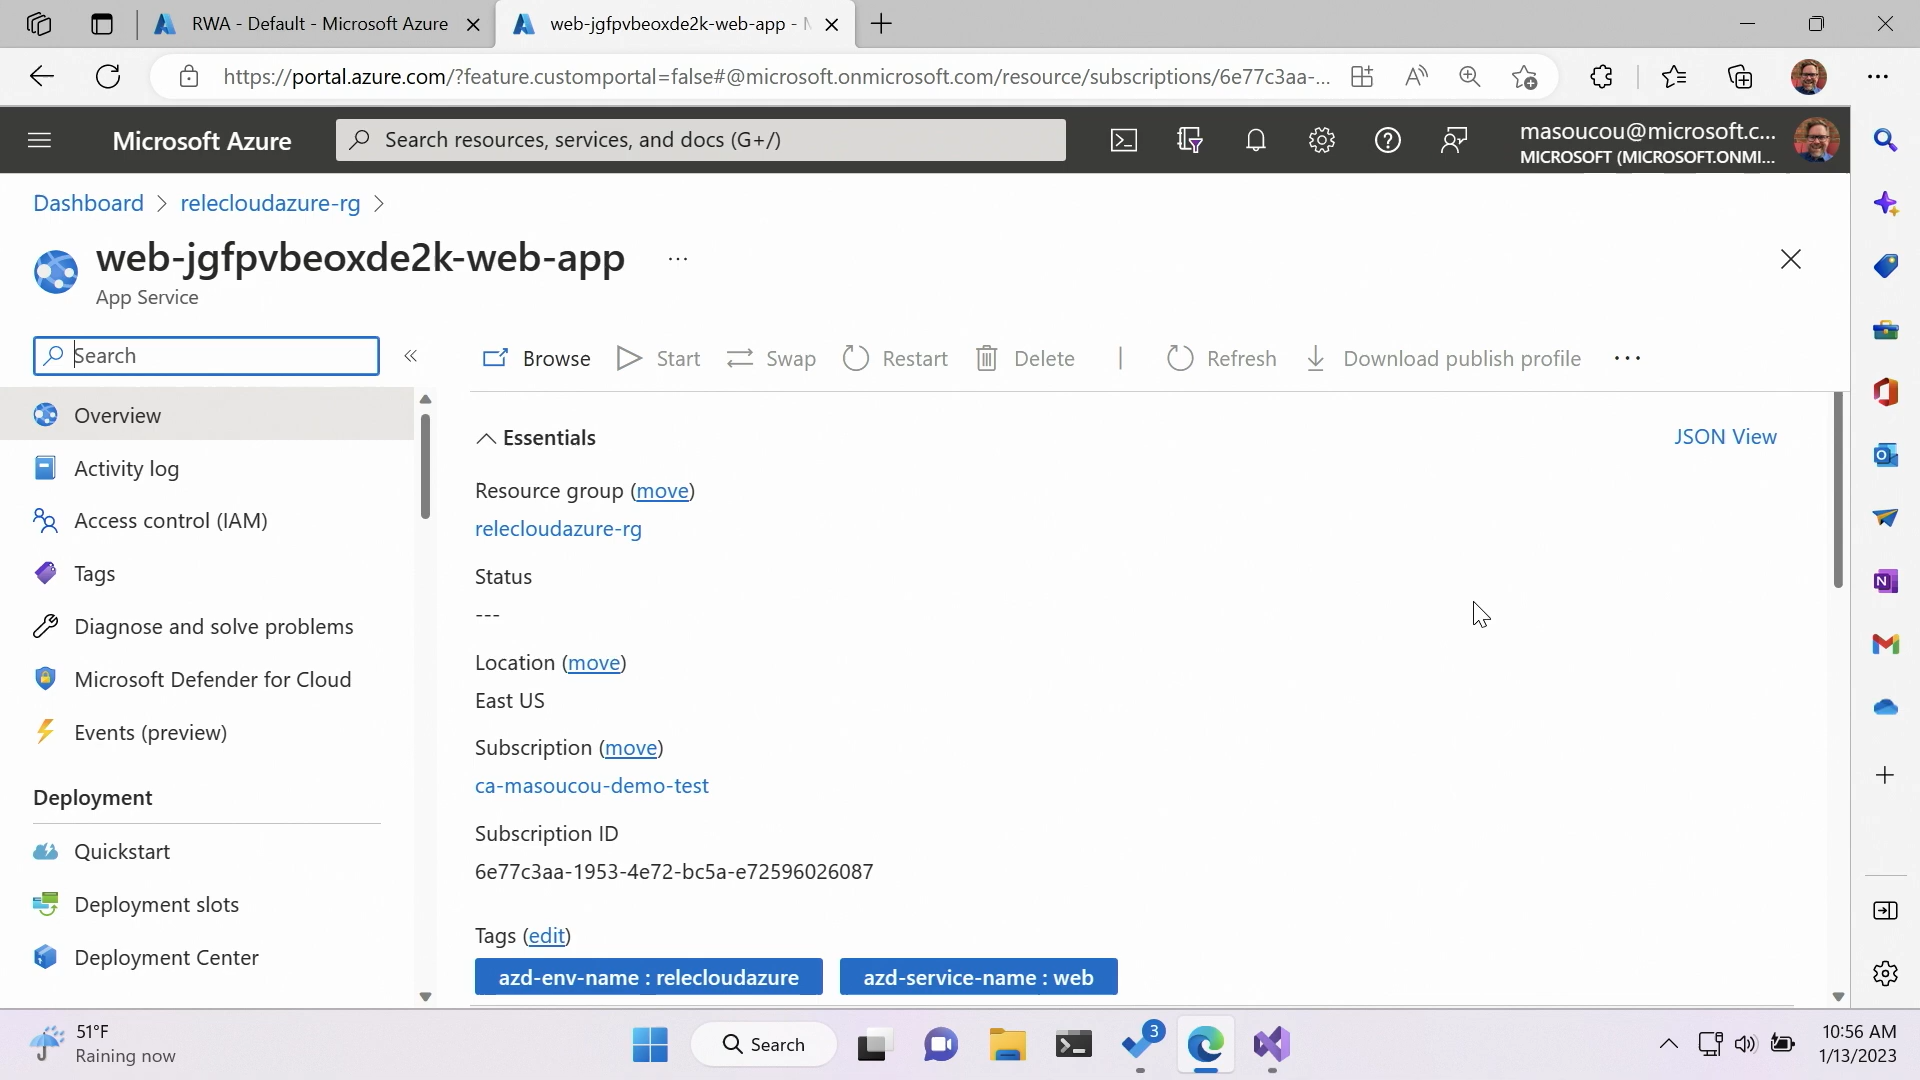 RWA - Default - Microsoft Azure
web-jgfpvbeoxde2k-web-app -
https://portal.azure.com/?feature.customportal=false#@microsoft.onmicrosoft.com/resource/subscriptions/6e77c3aa-...
Microsoft Azure
Search resources, services, and docs (G+/)
masoucou@microsoft.c...
MICROSOFT (MICROSOFT.ONMI...
Dashboard > relecloudazure-rg >
web-jgfpvbeoxde2k-web-app ...
App Service
Search
«
Browse Start Swap Restart Delete | Refresh Download publish profile ...
Overview
Activity log
Access control (IAM)
Tags
Diagnose and solve problems
Microsoft Defender for Cloud
Events (preview)
Deployment
Quickstart
Deployment slots
Deployment Center
Essentials
JSON View
Resource group (move)
relecloudazure-rg
Status
---
Location (move)
East US
Subscription (move)
ca-masoucou-demo-test
Subscription ID
6e77c3aa-1953-4e72-bc5a-e72596026087
Tags (edit)
azd-env-name : relecloudazure
azd-service-name : web
51°F
Raining now
Search
3
10:56 AM
1/13/2023